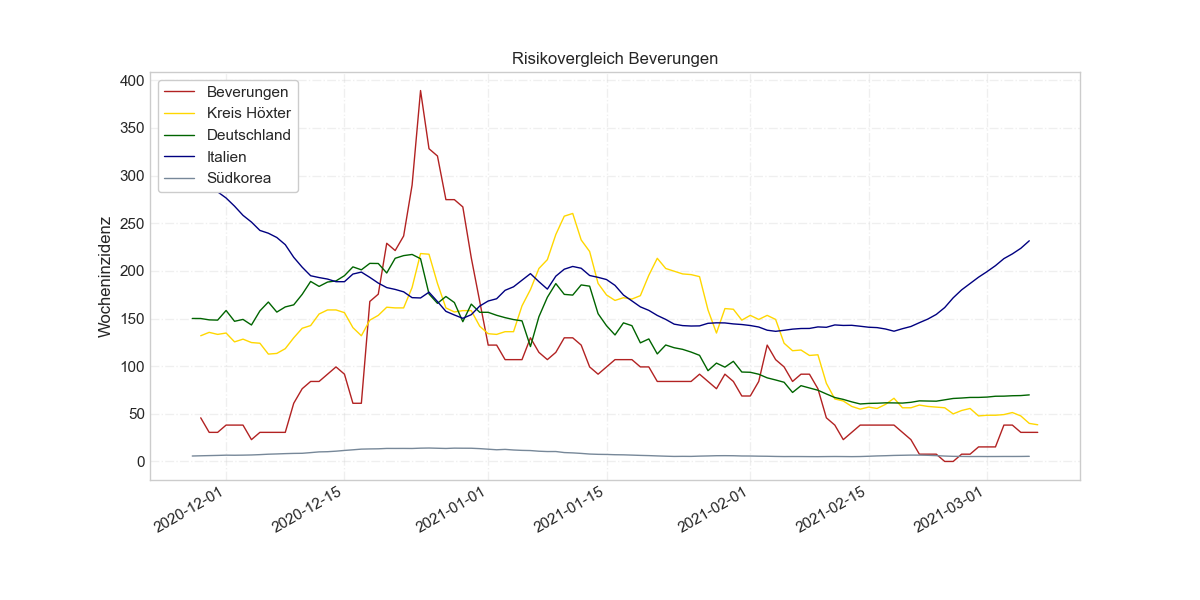 Risikovergleich Beverungen
Wocheninzidenz
400
350
300
250
200
150
100
50
0
Beverungen
Kreis Höxter
Deutschland
Italien
Südkorea
2020-12-01
2020-12-15
2021-01-01
2021-01-15
2021-02-01
2021-02-15
2021-03-01